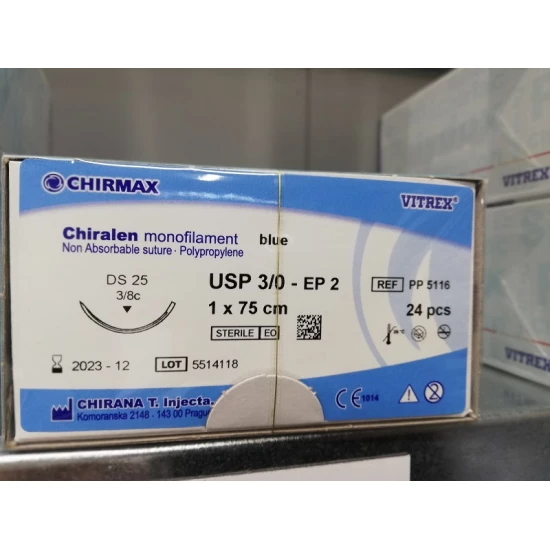 CHIRMAX
VITREX®
Chiralen monofilament blue
Non Absorbable suture · Polypropylene
DS 25
3/8c
USP 3/0 - EP 2
1 x 75 cm
REF PP 5116
24 pcs
STERILE EO
2023 - 12
LOT 5514118
CHIRANA T. Injecta.
Komoranska 2148 - 143 00 Prague
CE 1014
VITREX
VITREX